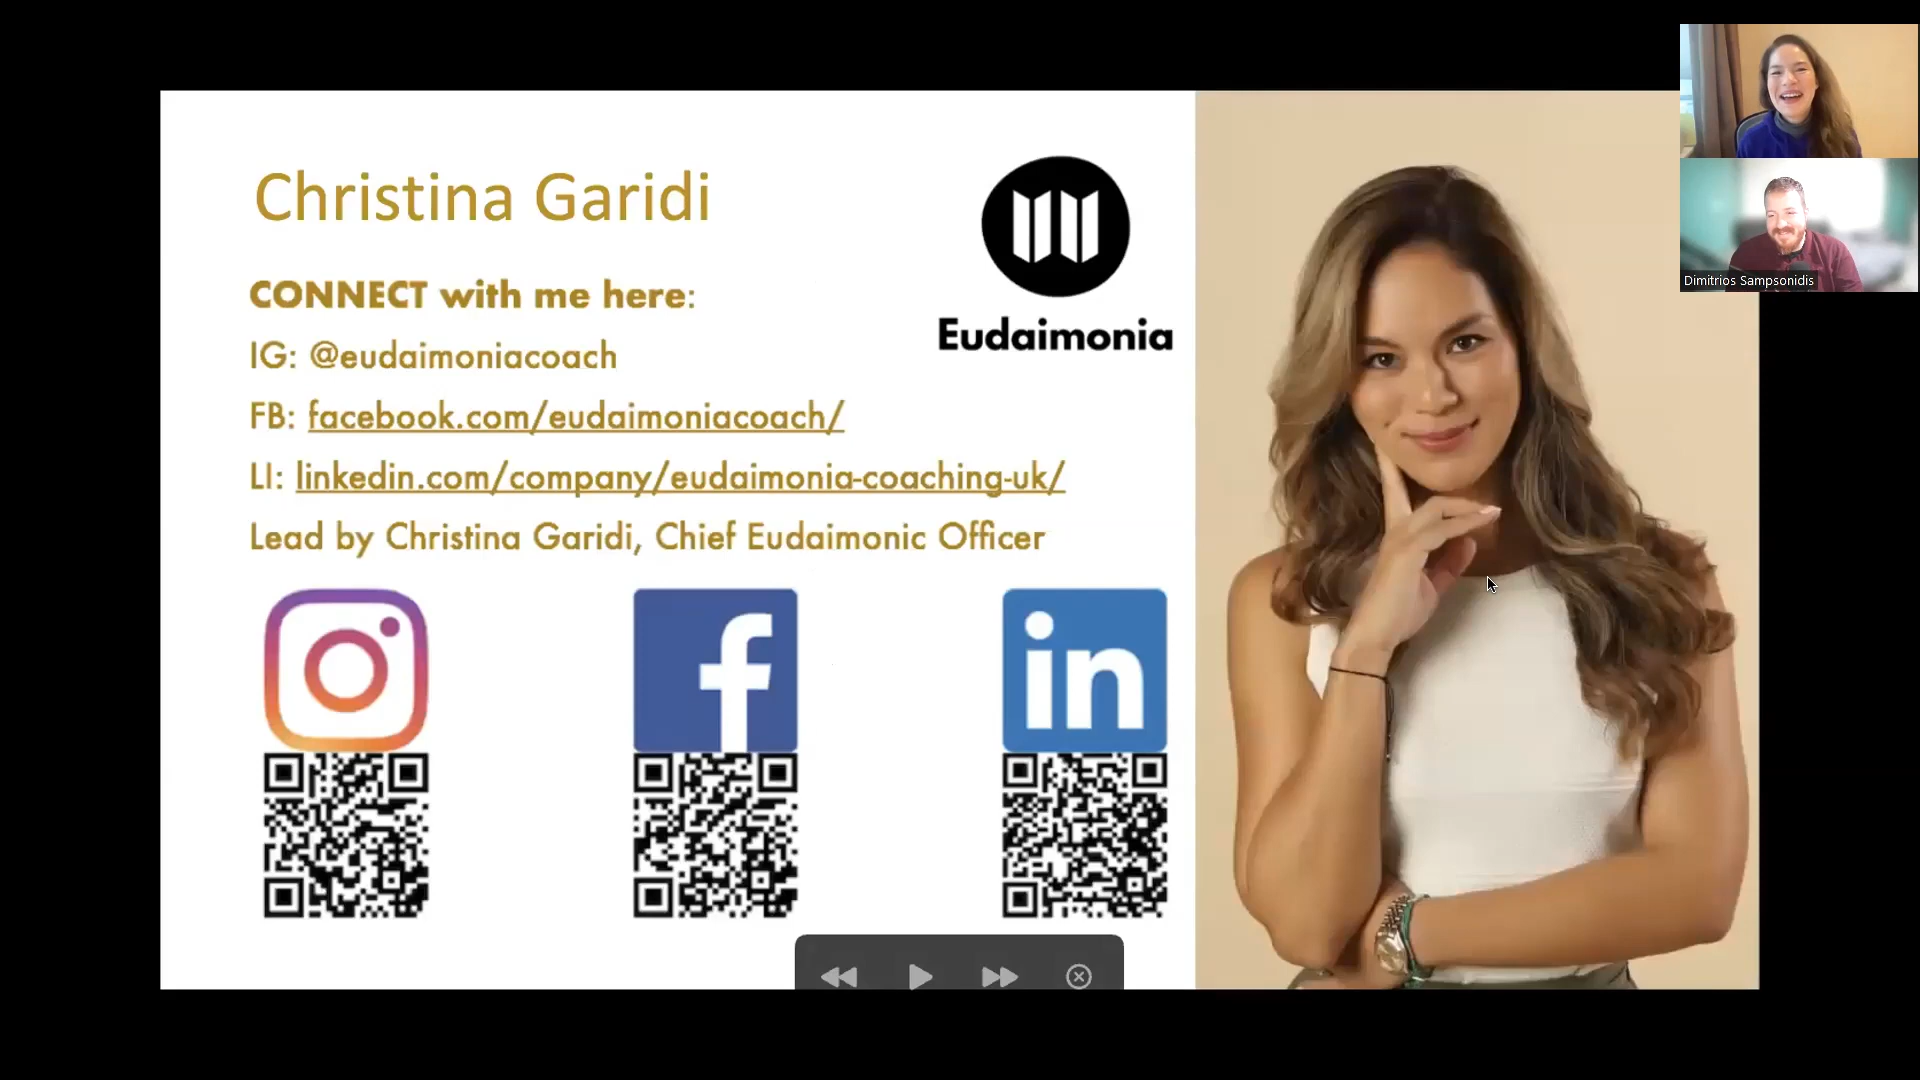 Christina Garidi
CONNECT with me here:
IG: @eudaimoniacoach
FB: facebook.com/eudaimoniacoach/
LI: linkedin.com/company/eudaimonia-coaching-uk/
Lead by Christina Garidi, Chief Eudaimonic Officer
Eudaimonia
f
in
Dimitrios Sampsonidis